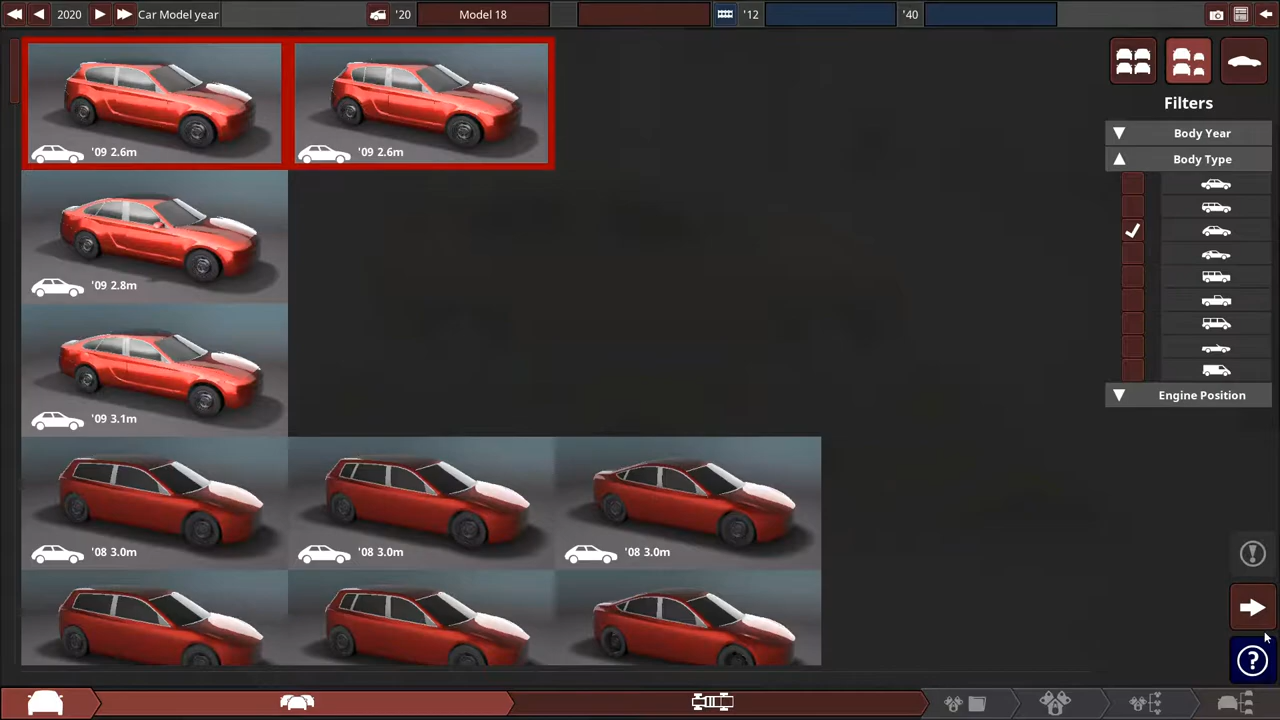 2020 Car Model year '20 Model 18 '12 '40
Filters
Body Year
Body Type
Engine Position
'09 2.6m '09 2.6m
'09 2.8m
'09 3.1m
'08 3.0m '08 3.0m '08 3.0m